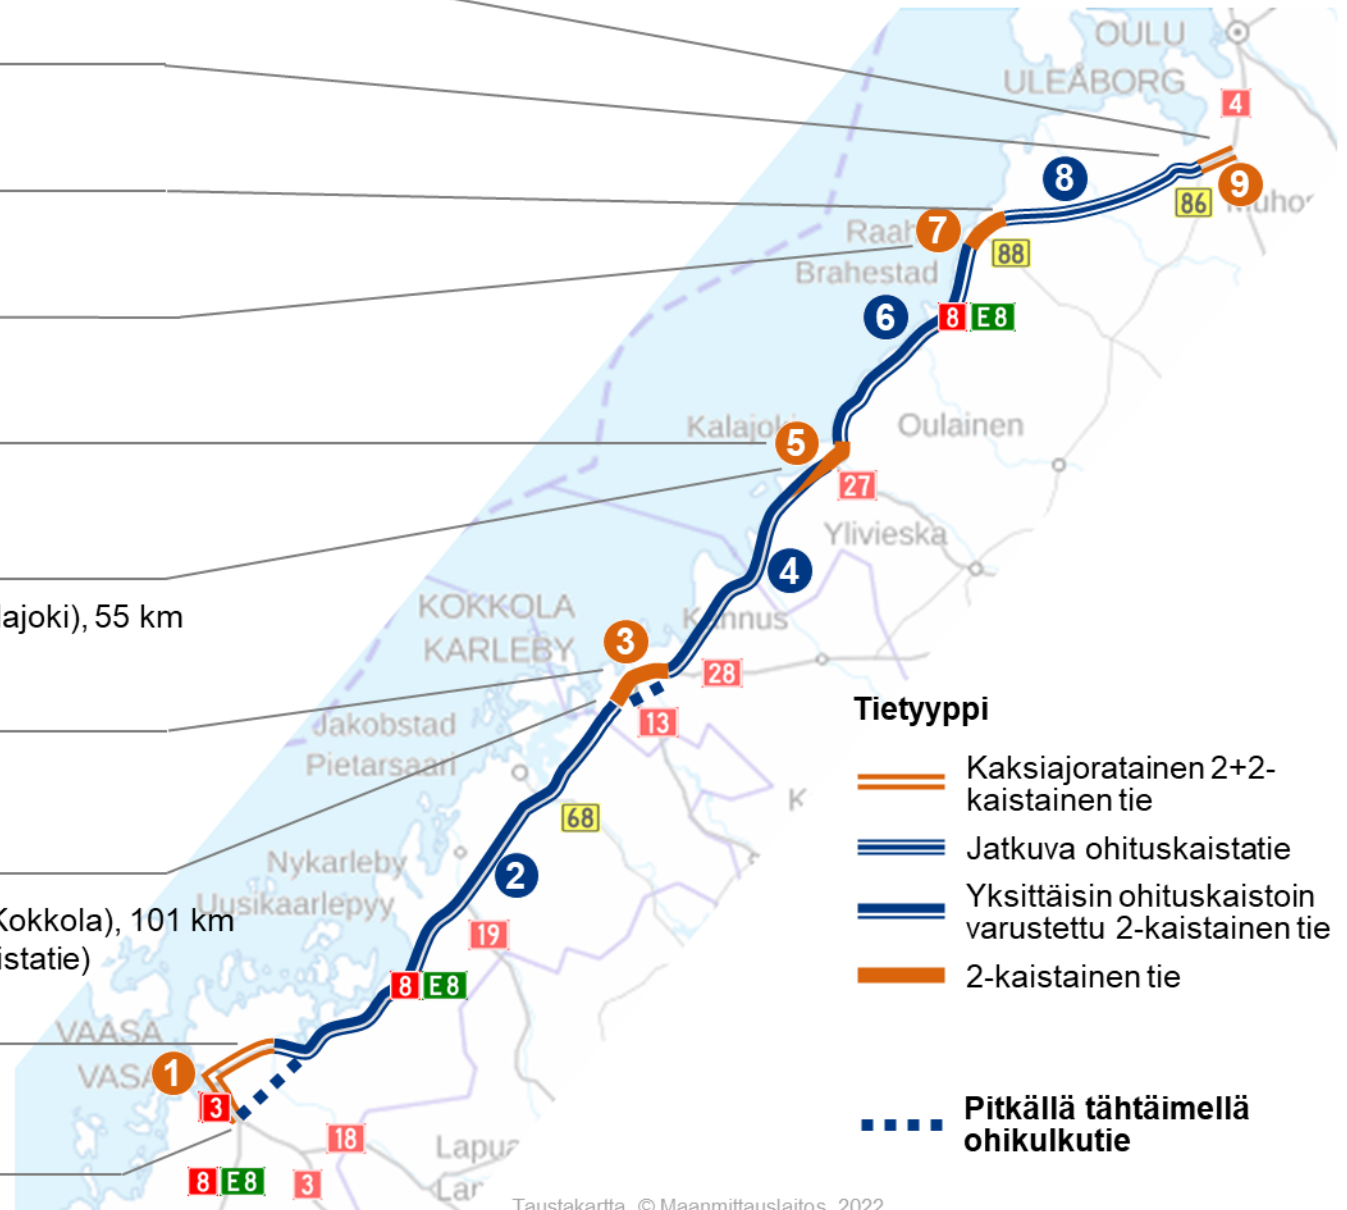 OULU
ULEÅBORG
4
8
9
86
7
88
Brahestad
6
8 E8
Kalajoki
5
Oulainen
27
Ylivieska
4
lajoki), 55 km
KOKKOLA
KARLEBY
3
Kannus
28
13
Jakobstad
Pietarsaari
68
K
Nykarleby
Uusikaarlepyy
2
19
Kokkola), 101 km
istatie)
8 E8
VAASA
VASA
1
3
18
8 E8
3
Lapua
Tietyyppi
Kaksiajoratainen 2+2-
kaistainen tie
Jatkuva ohituskaistatie
Yksittäisin ohituskaistoin
varustettu 2-kaistainen tie
2-kaistainen tie
Pitkällä tähtäimellä
ohikulkutie
Taustakartta © Maanmittauslaitos, 2022